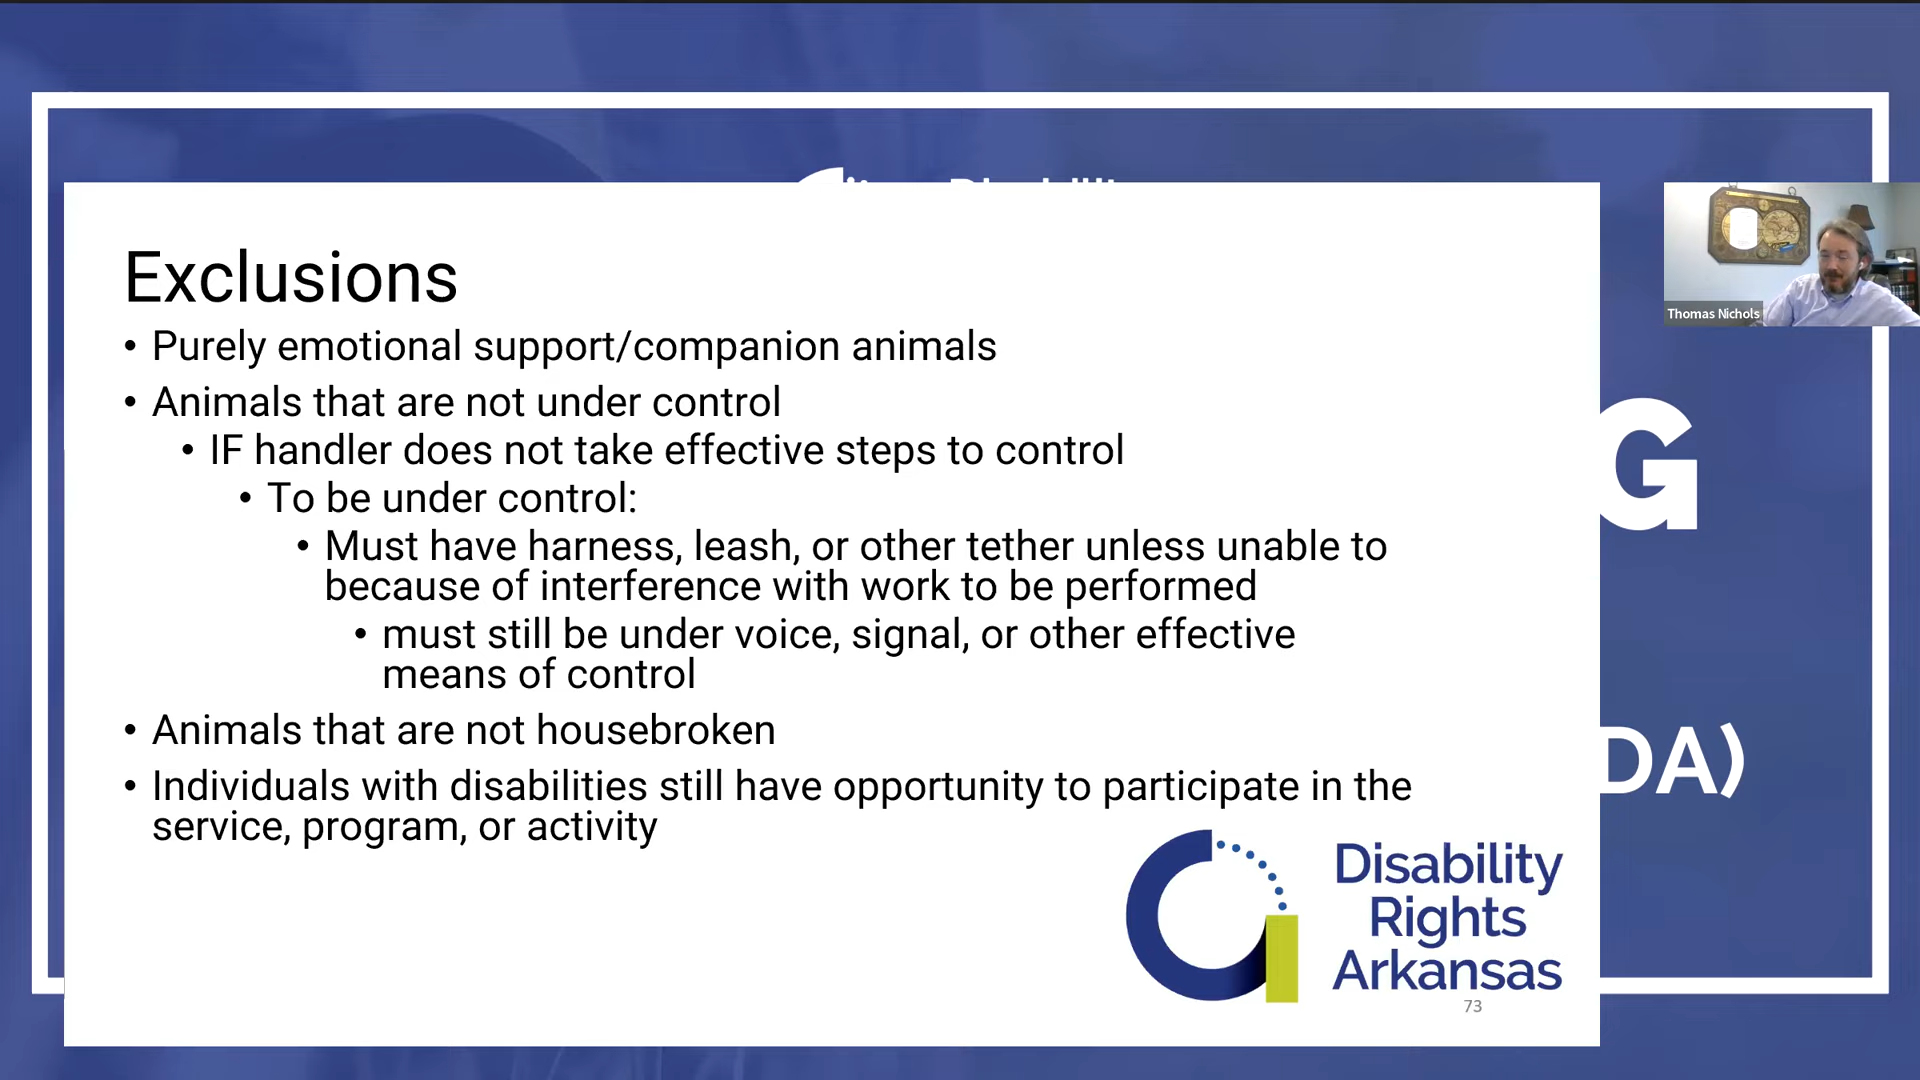 Exclusions
• Purely emotional support/companion animals
• Animals that are not under control
• IF handler does not take effective steps to control
• To be under control:
• Must have harness, leash, or other tether unless unable to
because of interference with work to be performed
• must still be under voice, signal, or other effective
means of control
• Animals that are not housebroken
• Individuals with disabilities still have opportunity to participate in the
service, program, or activity
Disability
Rights
Arkansas
73
Thomas Nichols
G
DA)